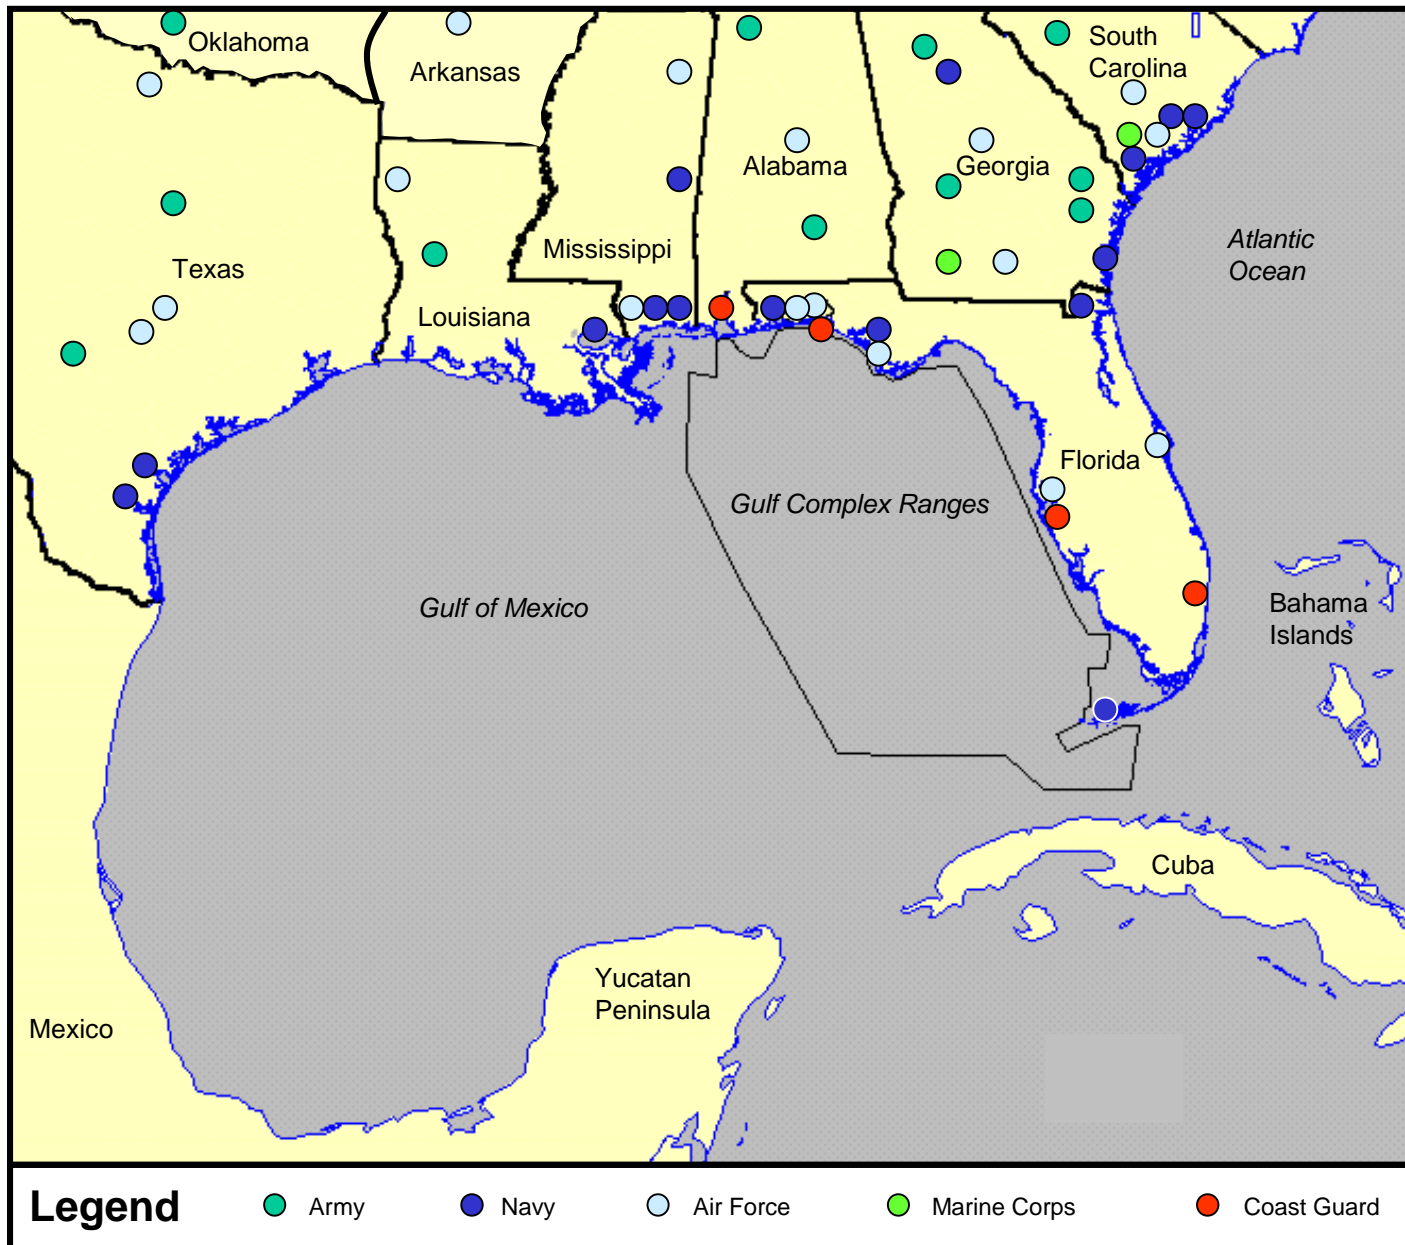 Oklahoma
Arkansas
South
Carolina
Alabama
Georgia
Mississippi
Texas
Louisiana
Atlantic
Ocean
Florida
Gulf Complex Ranges
Gulf of Mexico
Bahama
Islands
Cuba
Yucatan
Peninsula
Mexico
Legend
Army
Navy
Air Force
Marine Corps
Coast Guard